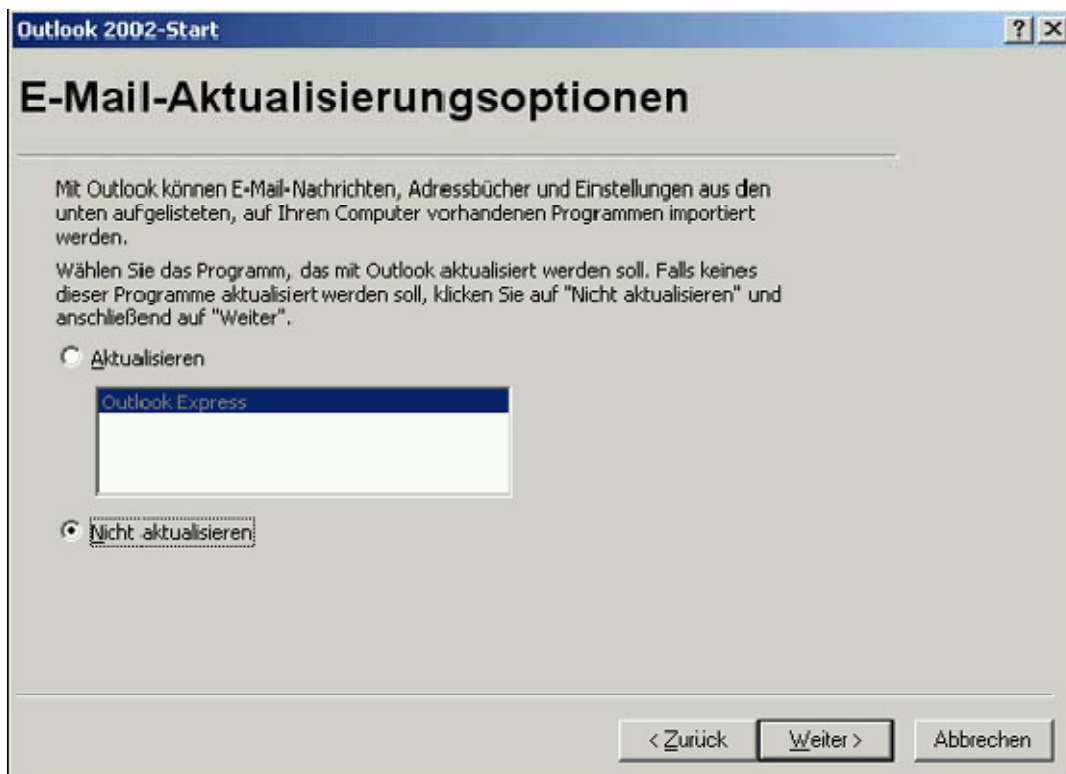 Outlook 2002-Start
E-Mail-Aktualisierungsoptionen
Mit Outlook können E-Mail-Nachrichten, Adressbücher und Einstellungen aus den
unten aufgelisteten, auf Ihrem Computer vorhandenen Programmen importiert
werden.
Wählen Sie das Programm, das mit Outlook aktualisiert werden soll. Falls keines
dieser Programme aktualisiert werden soll, klicken Sie auf "Nicht aktualisieren" und
anschließend auf "Weiter".
Aktualisieren
Outlook Express
Nicht aktualisieren
< Zurück
Weiter >
Abbrechen